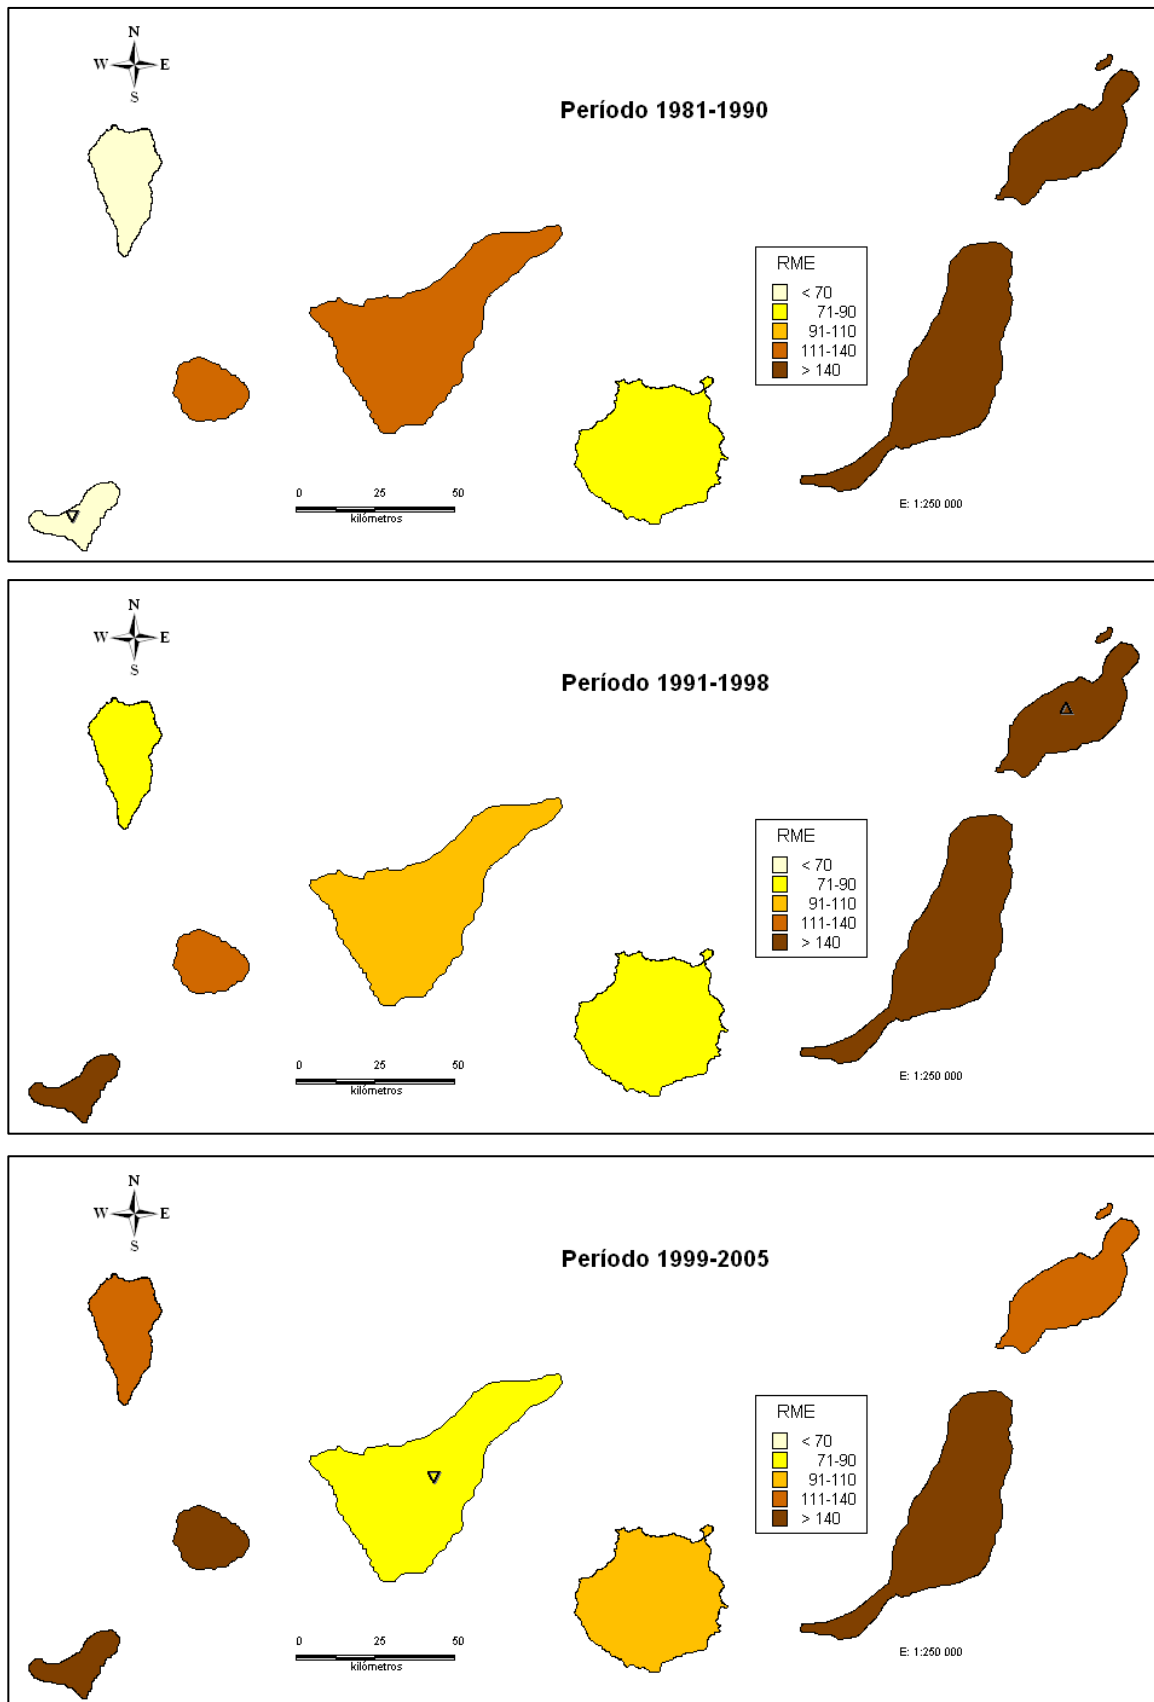 N
W E
S
Período 1981-1990
RME
< 70
71-90
91-110
111-140
> 140
0 25 50
kilómetros
E: 1:250 000
N
W E
S
Período 1991-1998
RME
< 70
71-90
91-110
111-140
> 140
0 25 50
kilómetros
E: 1:250 000
N
W E
S
Período 1999-2005
RME
< 70
71-90
91-110
111-140
> 140
0 25 50
kilómetros
E: 1:250 000